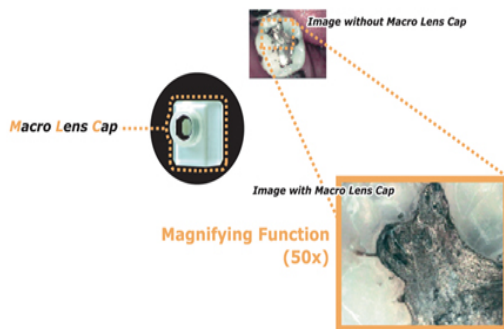 Image without Macro Lens Cap
Macro Lens Cap
Image with Macro Lens Cap
Magnifying Function
(50x)